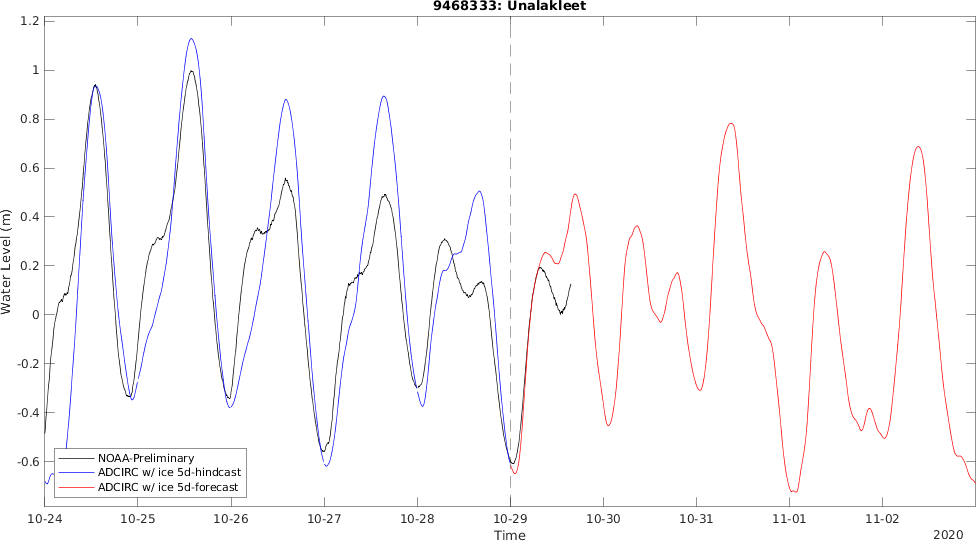 9468333: Unalakleet
Water Level (m)
1.2
1
0.8
0.6
0.4
0.2
0
-0.2
-0.4
-0.6
NOAA-Preliminary
ADCIRC w/ ice 5d-hindcast
ADCIRC w/ ice 5d-forecast
10-24 10-25 10-26 10-27 10-28 10-29 10-30 10-31 11-01 11-02
Time
2020